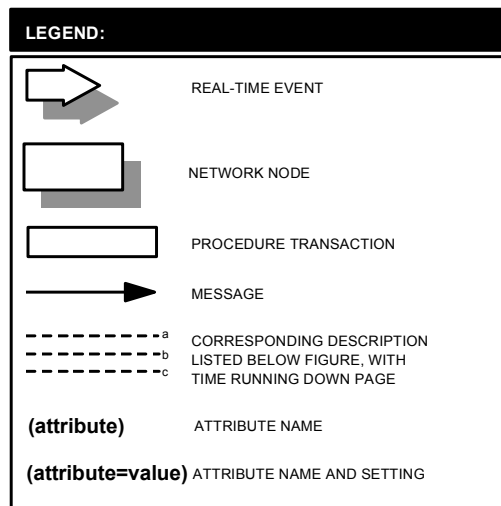 LEGEND:
REAL-TIME EVENT
NETWORK NODE
PROCEDURE TRANSACTION
MESSAGE
a
b
c
CORRESPONDING DESCRIPTION
LISTED BELOW FIGURE, WITH
TIME RUNNING DOWN PAGE
(attribute) ATTRIBUTE NAME
(attribute=value) ATTRIBUTE NAME AND SETTING